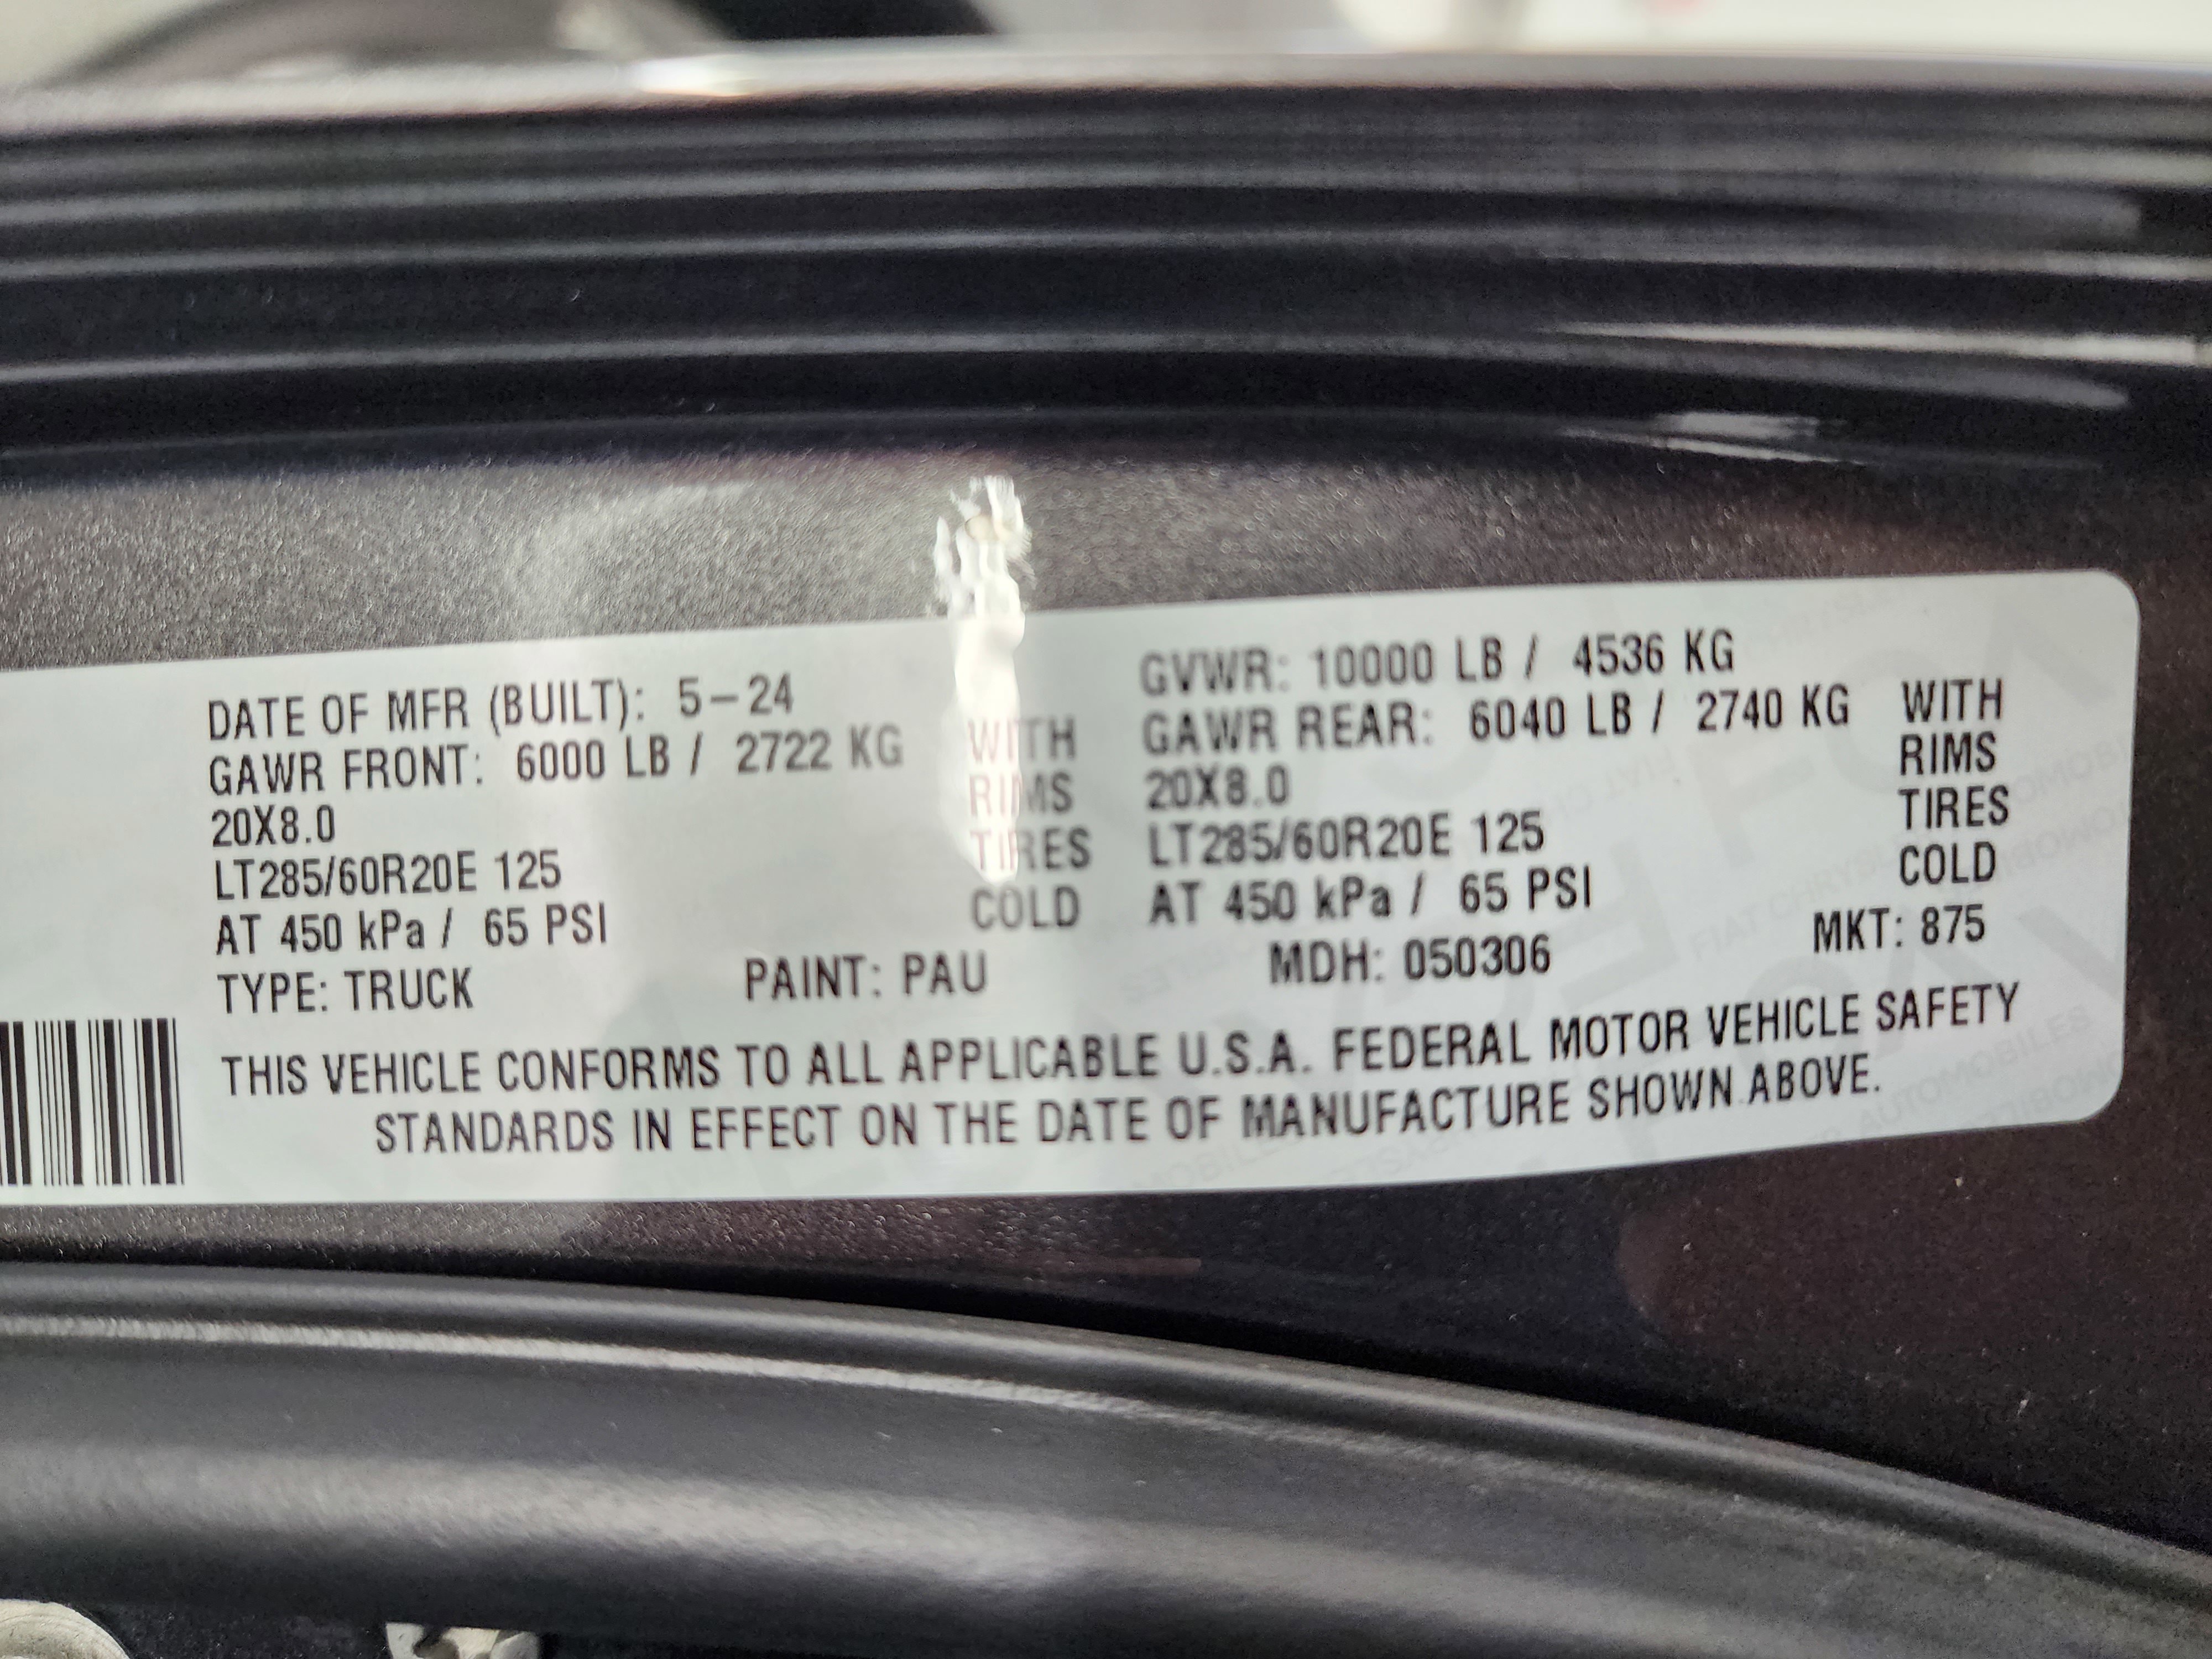 DATE OF MFR (BUILT): 5-24
GVWR: 10000 LB / 4536 KG
GAWR FRONT: 6000 LB / 2722 KG WITH
GAWR REAR: 6040 LB / 2740 KG WITH
20X8.0 RIMS
20X8.0 RIMS
LT285/60R20E 125 TIRES
LT285/60R20E 125 TIRES
AT 450 kPa / 65 PSI COLD
AT 450 kPa / 65 PSI COLD
TYPE: TRUCK PAINT: PAU MDH: 050306 MKT: 875
THIS VEHICLE CONFORMS TO ALL APPLICABLE U.S.A. FEDERAL MOTOR VEHICLE SAFETY
STANDARDS IN EFFECT ON THE DATE OF MANUFACTURE SHOWN ABOVE.